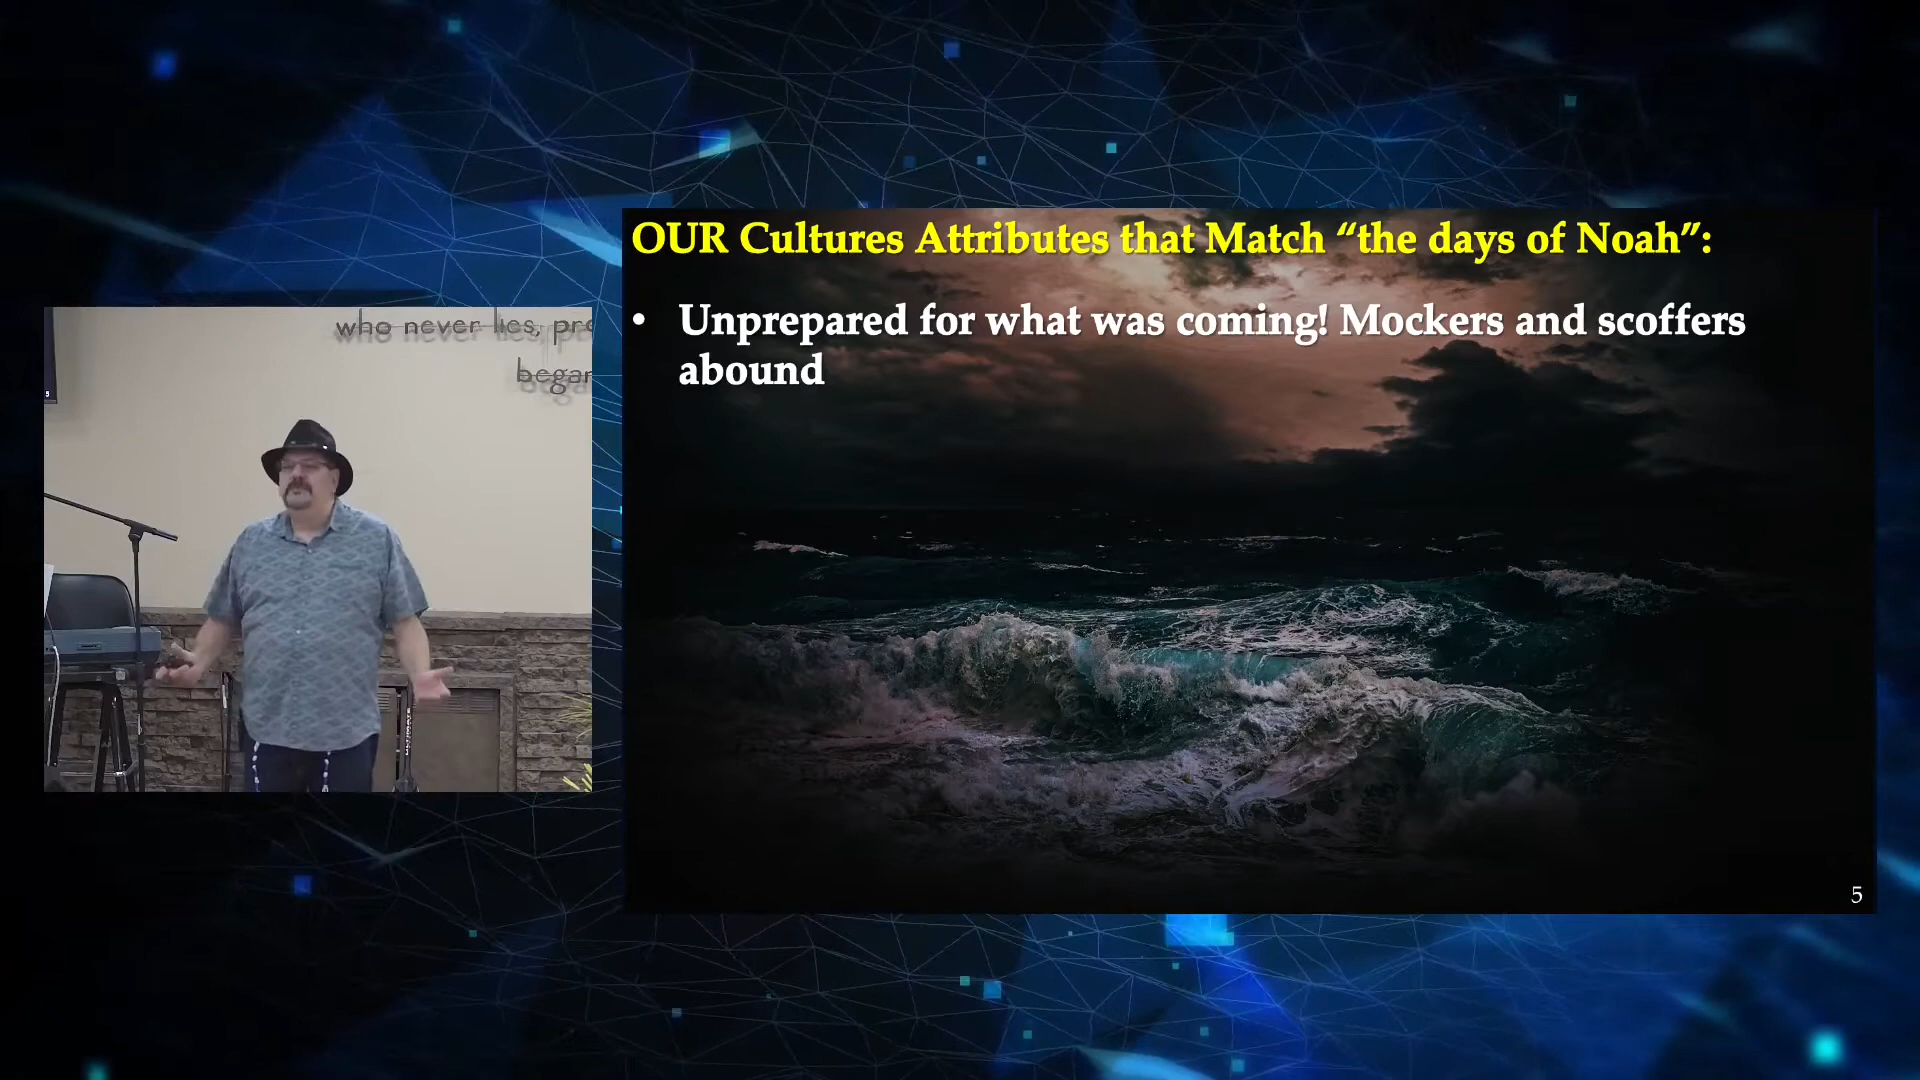 who never lies,
began
OUR Cultures Attributes that Match “the days of Noah”:
• Unprepared for what was coming! Mockers and scoffers
abound
5